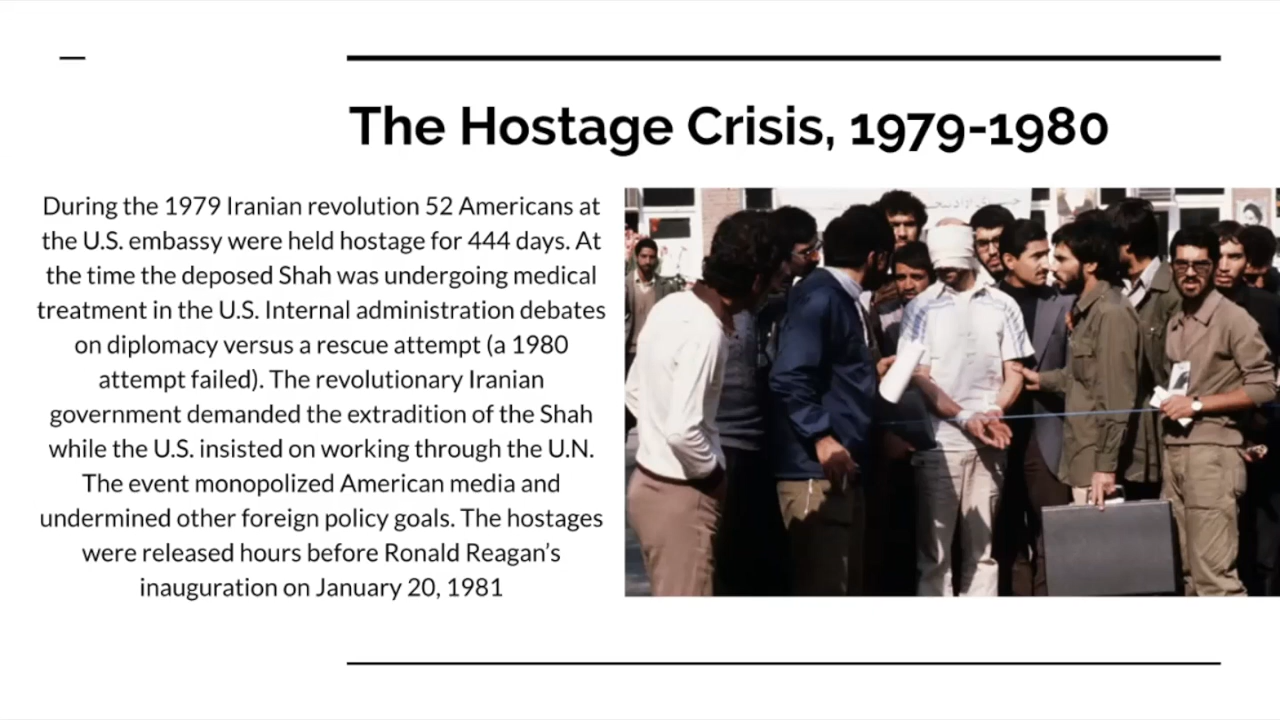 The Hostage Crisis, 1979-1980
During the 1979 Iranian revolution 52 Americans at
the U.S. embassy were held hostage for 444 days. At
the time the deposed Shah was undergoing medical
treatment in the U.S. Internal administration debates
on diplomacy versus a rescue attempt (a 1980
attempt failed). The revolutionary Iranian
government demanded the extradition of the Shah
while the U.S. insisted on working through the U.N.
The event monopolized American media and
undermined other foreign policy goals. The hostages
were released hours before Ronald Reagan’s
inauguration on January 20, 1981